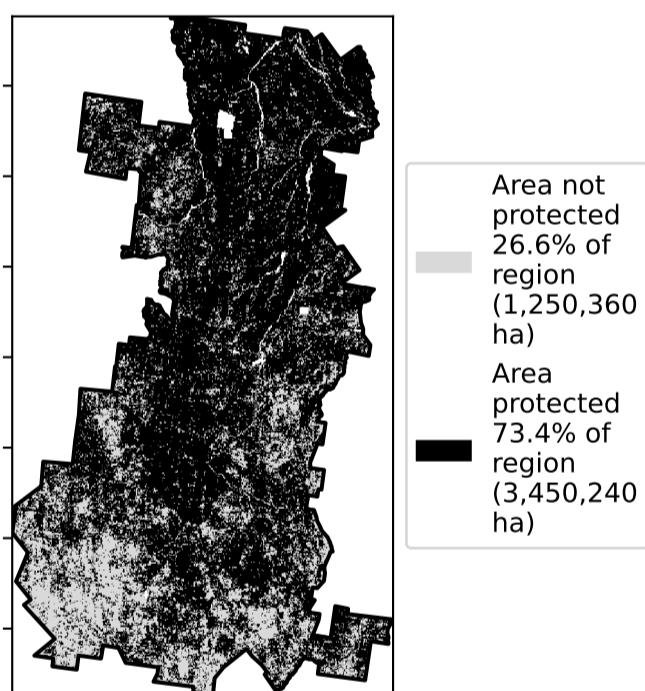 Area not
protected
26.6% of
region
(1,250,360
ha)
Area
protected
73.4% of
region
(3,450,240
ha)